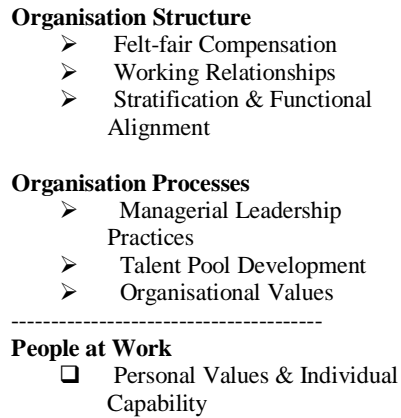 Organisation Structure
➢ Felt-fair Compensation
➢ Working Relationships
➢ Stratification & Functional
Alignment
Organisation Processes
➢ Managerial Leadership
Practices
➢ Talent Pool Development
➢ Organisational Values
---------------------------------------
People at Work
❑ Personal Values & Individual
Capability